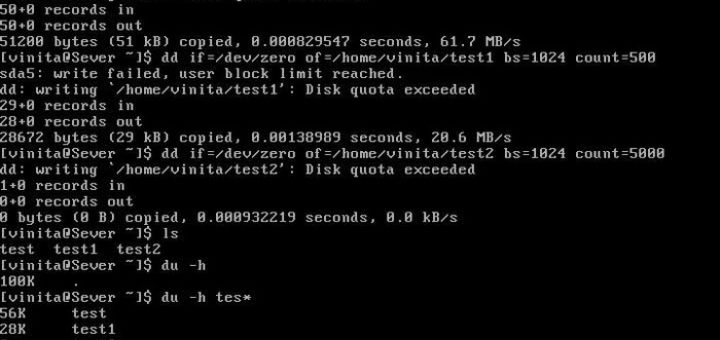 50+0 records in
50+0 records out
51200 bytes (51 kB) copied, 0.000829547 seconds, 61.7 MB/s
[vinita@Sever ~]$ dd if=/dev/zero of=/home/vinita/test1 bs=1024 count=500
sda5: write failed, user block limit reached.
dd: writing `/home/vinita/test1': Disk quota exceeded
29+0 records in
28+0 records out
28672 bytes (29 kB) copied, 0.00138989 seconds, 20.6 MB/s
[vinita@Sever ~]$ dd if=/dev/zero of=/home/vinita/test2 bs=1024 count=5000
dd: writing `/home/vinita/test2': Disk quota exceeded
1+0 records in
0+0 records out
0 bytes (0 B) copied, 0.000932219 seconds, 0.0 kB/s
[vinita@Sever ~]$ ls
test  test1  test2
[vinita@Sever ~]$ du -h
100K    .
[vinita@Sever ~]$ du -h tes*
56K     test
28K     test1